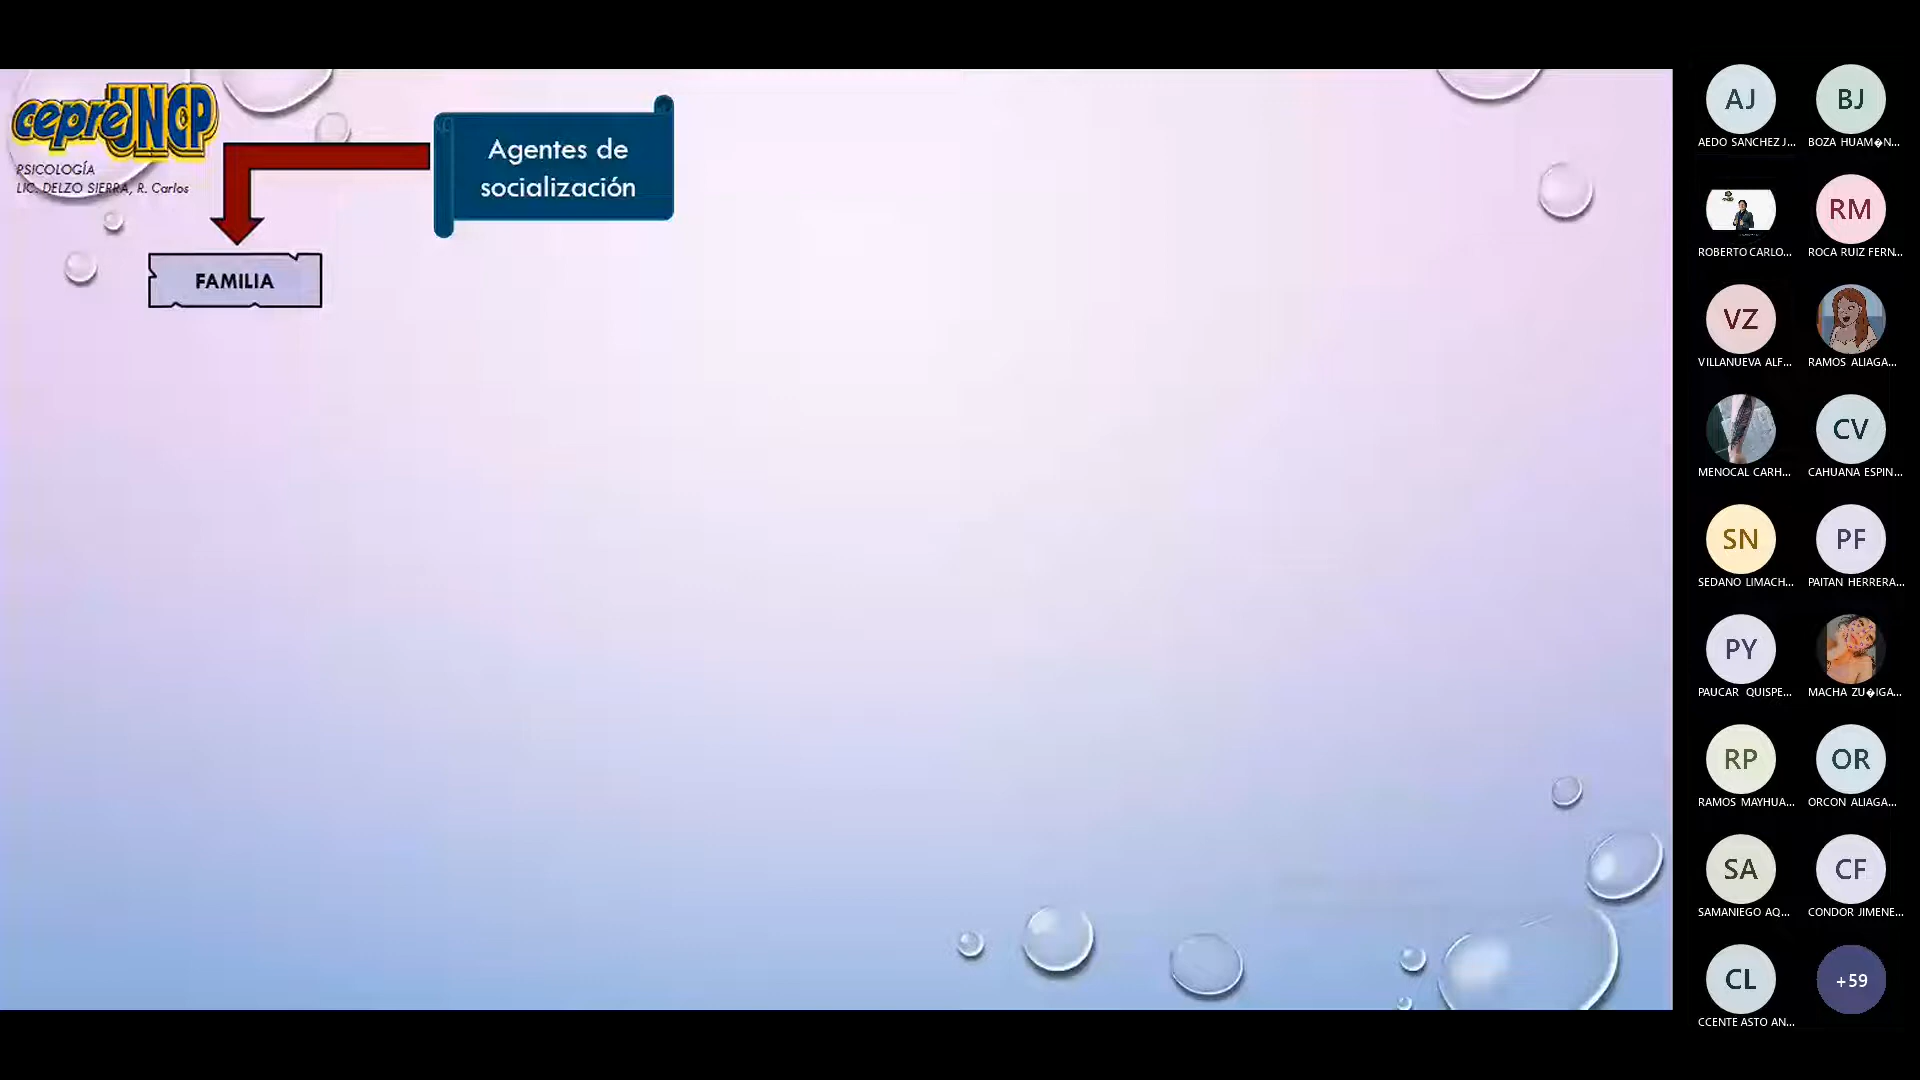 cepreUNCP
PSICOLOGÍA
LIC. DELZO SIERRA, R. Carlos
Agentes de
socialización
FAMILIA
AJ
AEDO SANCHEZ J...
BJ
BOZA HUAM�N...
ROBERTO CARLO...
RM
ROCA RUIZ FERN...
VZ
VILLANUEVA ALF...
RAMOS ALIAGA...
MENOCAL CARH...
CV
CAHUANA ESPIN...
SN
SEDANO LIMACH...
PF
PAITAN HERRERA...
PY
PAUCAR QUISPE...
MACHA ZU�IGA...
RP
RAMOS MAYHUA...
OR
ORCON ALIAGA...
SA
SAMANIEGO AQ...
CF
CONDOR JIMENE...
CL
CCENTE ASTO AN...
+59